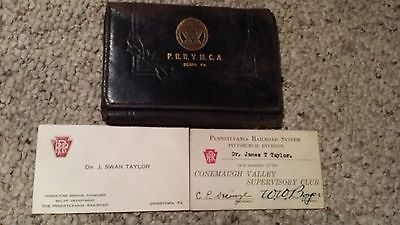 P. R. R. Y. M. C. A.
DERRY, PA.
PRR
DR. J. SWAN TAYLOR
CONSULTING MEDICAL EXAMINER
RELIEF DEPARTMENT
THE PENNSYLVANIA RAILROAD
JOHNSTOWN, PA.
PENNSYLVANIA RAILROAD SYSTEM
PITTSBURGH DIVISION
PRR
Dr. James T Taylor.
is a member of the
CONEMAUGH VALLEY
SUPERVISORY CLUB
C. P.